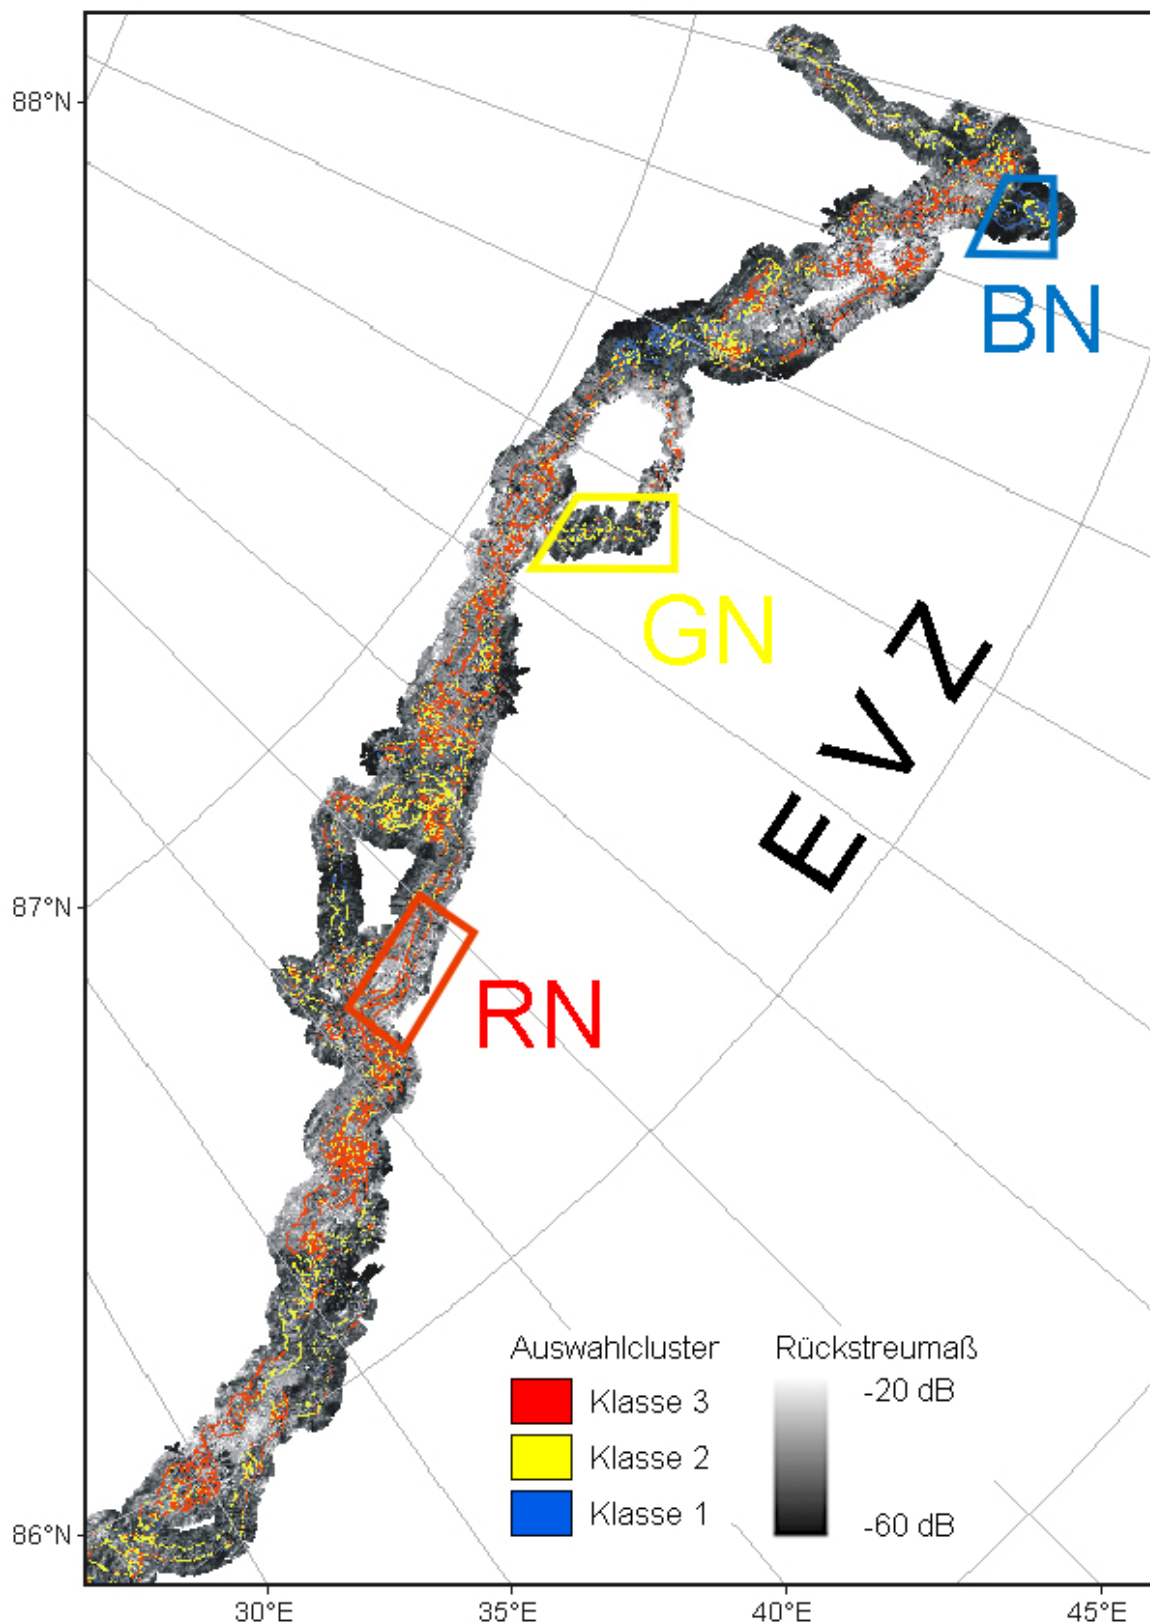 88°N
BN
GN
E V Z
87°N
RN
Auswahlcluster
Klasse 3
Klasse 2
Klasse 1
Rückstreumaß
-20 dB
-60 dB
86°N
30°E 35°E 40°E 45°E